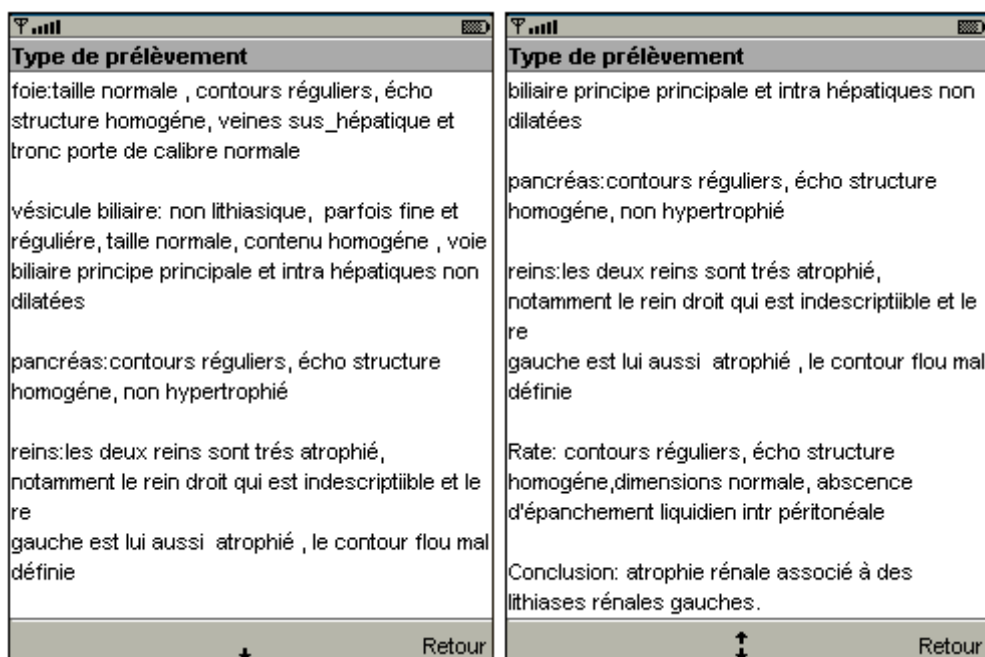 Type de prélèvement
foie:taille normale , contours réguliers, écho
structure homogéne, veines sus_hépatique et
tronc porte de calibre normale
vésicule biliaire: non lithiasique, parfois fine et
réguliére, taille normale, contenu homogéne , voie
biliaire principe principale et intra hépatiques non
dilatées
pancréas:contours réguliers, écho structure
homogéne, non hypertrophié
reins:les deux reins sont trés atrophié,
notamment le rein droit qui est indescriptiible et le
re
gauche est lui aussi atrophié , le contour flou mal
définie
Retour
Type de prélèvement
biliaire principe principale et intra hépatiques non
dilatées
pancréas:contours réguliers, écho structure
homogéne, non hypertrophié
reins:les deux reins sont trés atrophié,
notamment le rein droit qui est indescriptiible et le
re
gauche est lui aussi atrophié , le contour flou mal
définie
Rate: contours réguliers, écho structure
homogéne,dimensions normale, abscence
d'épanchement liquidien intr péritonéale
Conclusion: atrophie rénale associé à des
lithiases rénales gauches.
Retour